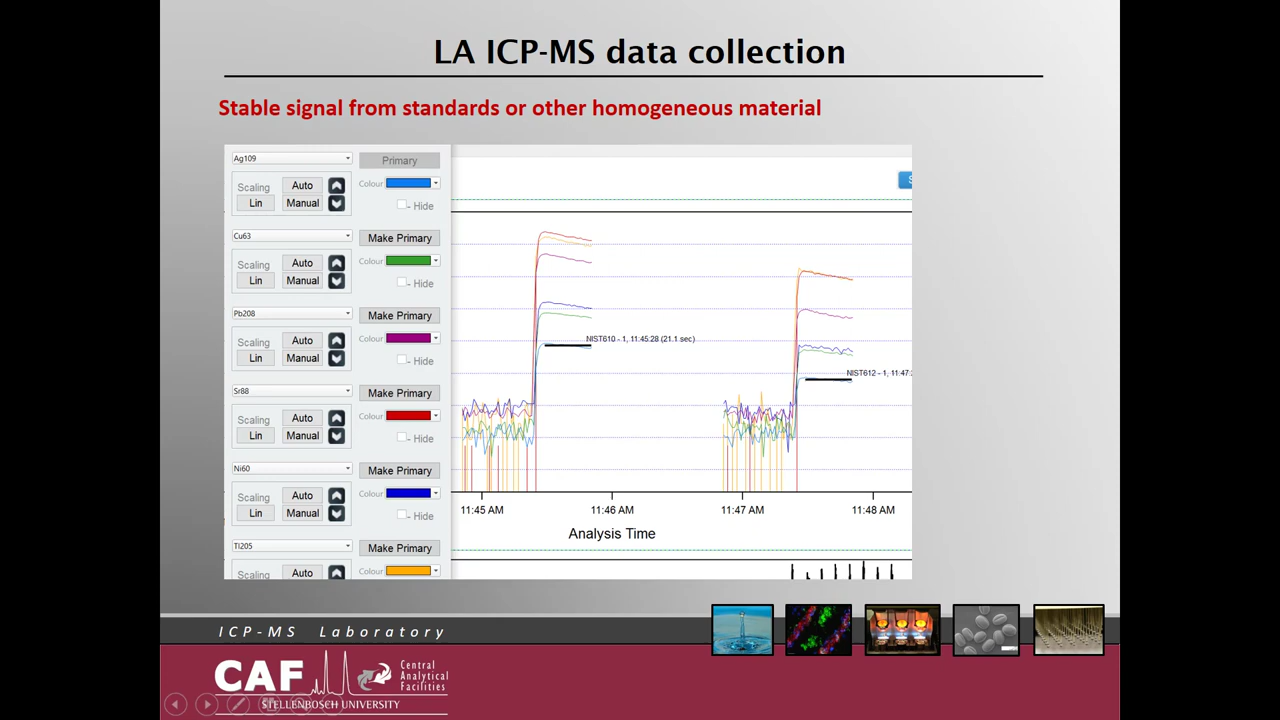 LA ICP-MS data collection
Stable signal from standards or other homogeneous material
Ag109
Primary
Scaling
Auto
Colour
Lin
Manual
Hide
Cu63
Make Primary
Scaling
Auto
Colour
Lin
Manual
Hide
Pb208
Make Primary
Scaling
Auto
Colour
Lin
Manual
Hide
Sr88
Make Primary
Scaling
Auto
Colour
Lin
Manual
Hide
Ni60
Make Primary
Scaling
Auto
Colour
Lin
Manual
Hide
Tl205
Make Primary
Scaling
Auto
Colour
NIST610 - 1, 11:45:28 (21.1 sec)
NIST612 - 1, 11:47:
11:45 AM
11:46 AM
11:47 AM
11:48 AM
Analysis Time
ICP-MS Laboratory
CAF
Central
Analytical
Facilities
STELLENBOSCH UNIVERSITY